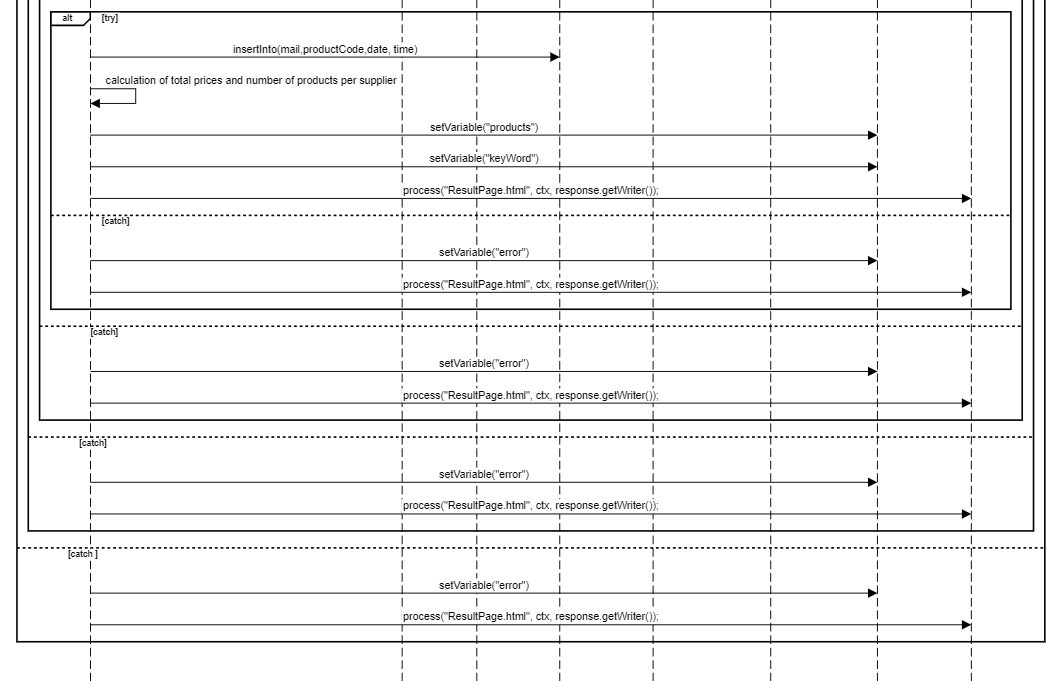 alt
[try]
insertInto(mail,productCode,date, time)
calculation of total prices and number of products per supplier
setVariable("products")
setVariable("keyWord")
process("ResultPage.html", ctx, response.getWriter());
[catch]
setVariable("error")
process("ResultPage.html", ctx, response.getWriter());
[catch]
setVariable("error")
process("ResultPage.html", ctx, response.getWriter());
[catch]
setVariable("error")
process("ResultPage.html", ctx, response.getWriter());
[catch ]
setVariable("error")
process("ResultPage.html", ctx, response.getWriter());